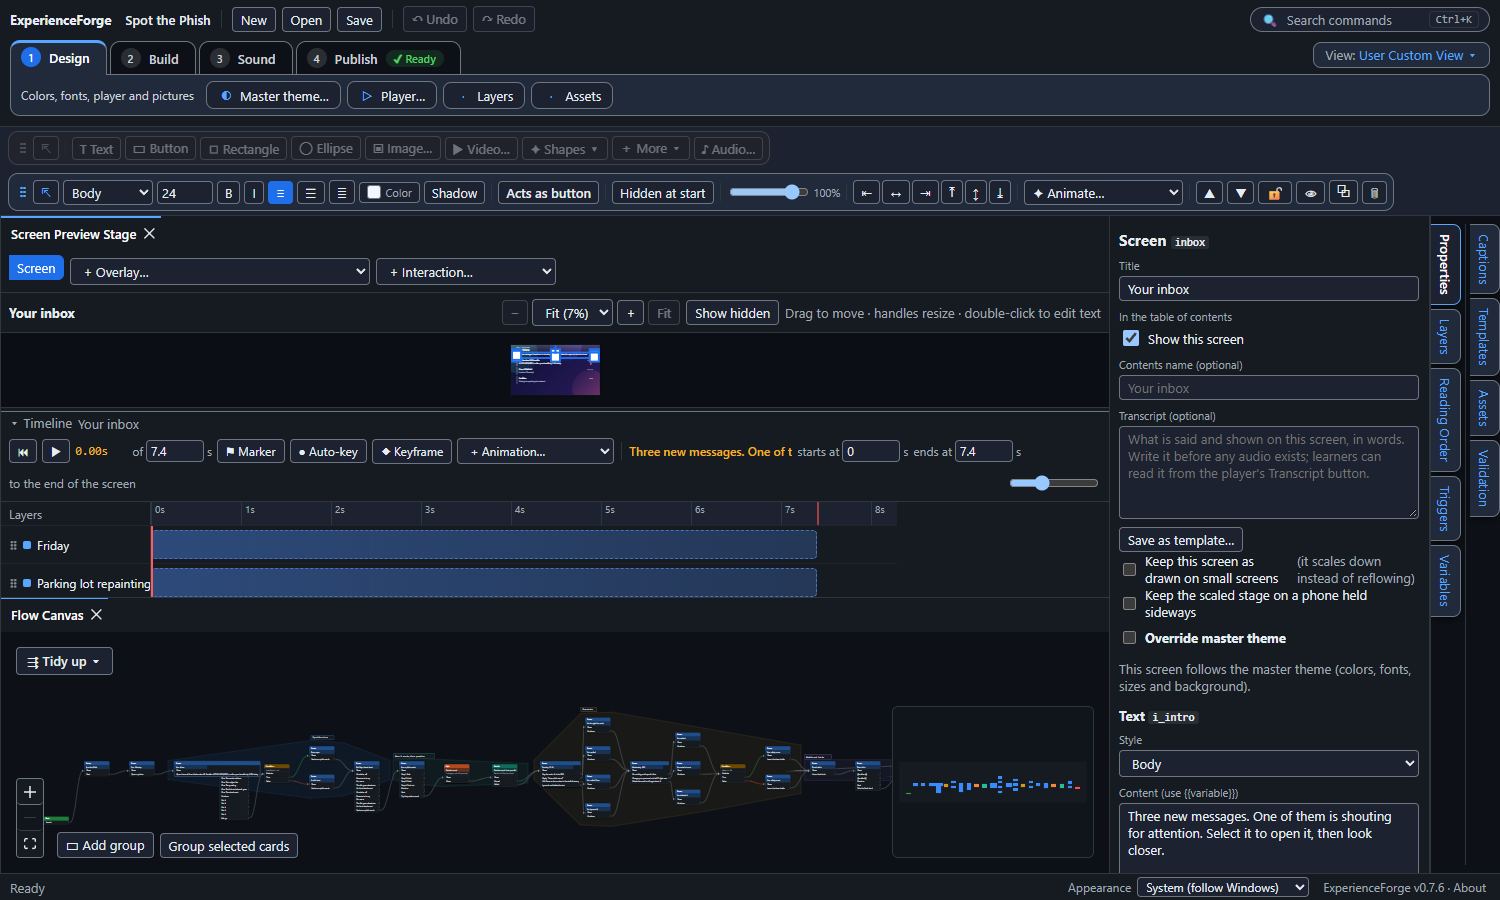 ExperienceForge Spot the Phish New Open Save Undo Redo Search commands Ctrl+K
1 Design 2 Build 3 Sound 4 Publish ✓ Ready View: User Custom View
Colors, fonts, player and pictures Master theme... Player... Layers Assets
T Text Button Rectangle Ellipse Image... Video... Shapes + More Audio...
Body 24 B I Color Shadow Acts as button Hidden at start 100% Animate...
Screen Preview Stage
Screen + Overlay... + Interaction...
Your inbox − Fit (7%) + Fit Show hidden Drag to move · handles resize · double-click to edit text
Timeline Your inbox
0.00s of 7.4 s Marker Auto-key Keyframe + Animation... Three new messages. One of t starts at 0 s ends at 7.4 s
to the end of the screen
Layers 0s 1s 2s 3s 4s 5s 6s 7s 8s
Friday
Parking lot repainting
Flow Canvas
Tidy up
+
Add group Group selected cards
Screen inbox
Title
Your inbox
In the table of contents
Show this screen
Contents name (optional)
Your inbox
Transcript (optional)
What is said and shown on this screen, in words.
Write it before any audio exists; learners can
read it from the player's Transcript button.
Save as template...
Keep this screen as drawn on small screens (it scales down instead of reflowing)
Keep the scaled stage on a phone held sideways
Override master theme
This screen follows the master theme (colors, fonts,
sizes and background).
Text i_intro
Style
Body
Content (use {{variable}})
Three new messages. One of them is shouting
for attention. Select it to open it, then look
closer.
Properties
Layers
Reading Order
Triggers
Variables
Captions
Templates
Assets
Validation
Ready Appearance System (follow Windows) ExperienceForge v0.7.6 · About